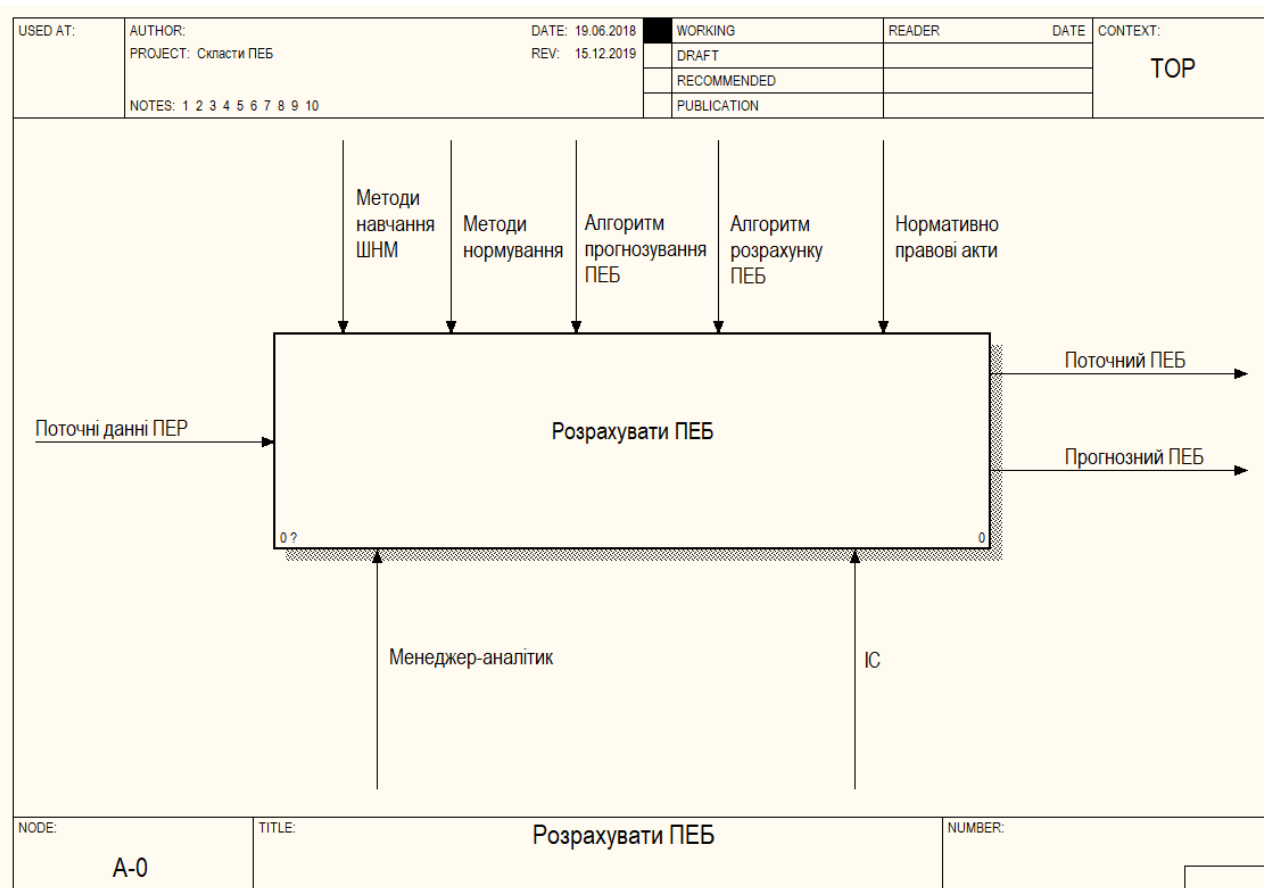 USED AT:
AUTHOR:
DATE: 19.06.2018
WORKING
READER
DATE
CONTEXT:
PROJECT: Скласти ПЕБ
REV: 15.12.2019
DRAFT
TOP
RECOMMENDED
NOTES: 1 2 3 4 5 6 7 8 9 10
PUBLICATION
Методи
навчання
ШНМ
Методи
нормування
Алгоритм
прогнозування
ПЕБ
Алгоритм
розрахунку
ПЕБ
Нормативно
правові акти
Поточні данні ПЕР
Розрахувати ПЕБ
0 ?
0
Поточний ПЕБ
Прогнозний ПЕБ
Менеджер-аналітик
ІС
NODE:
A-0
TITLE:
Розрахувати ПЕБ
NUMBER: